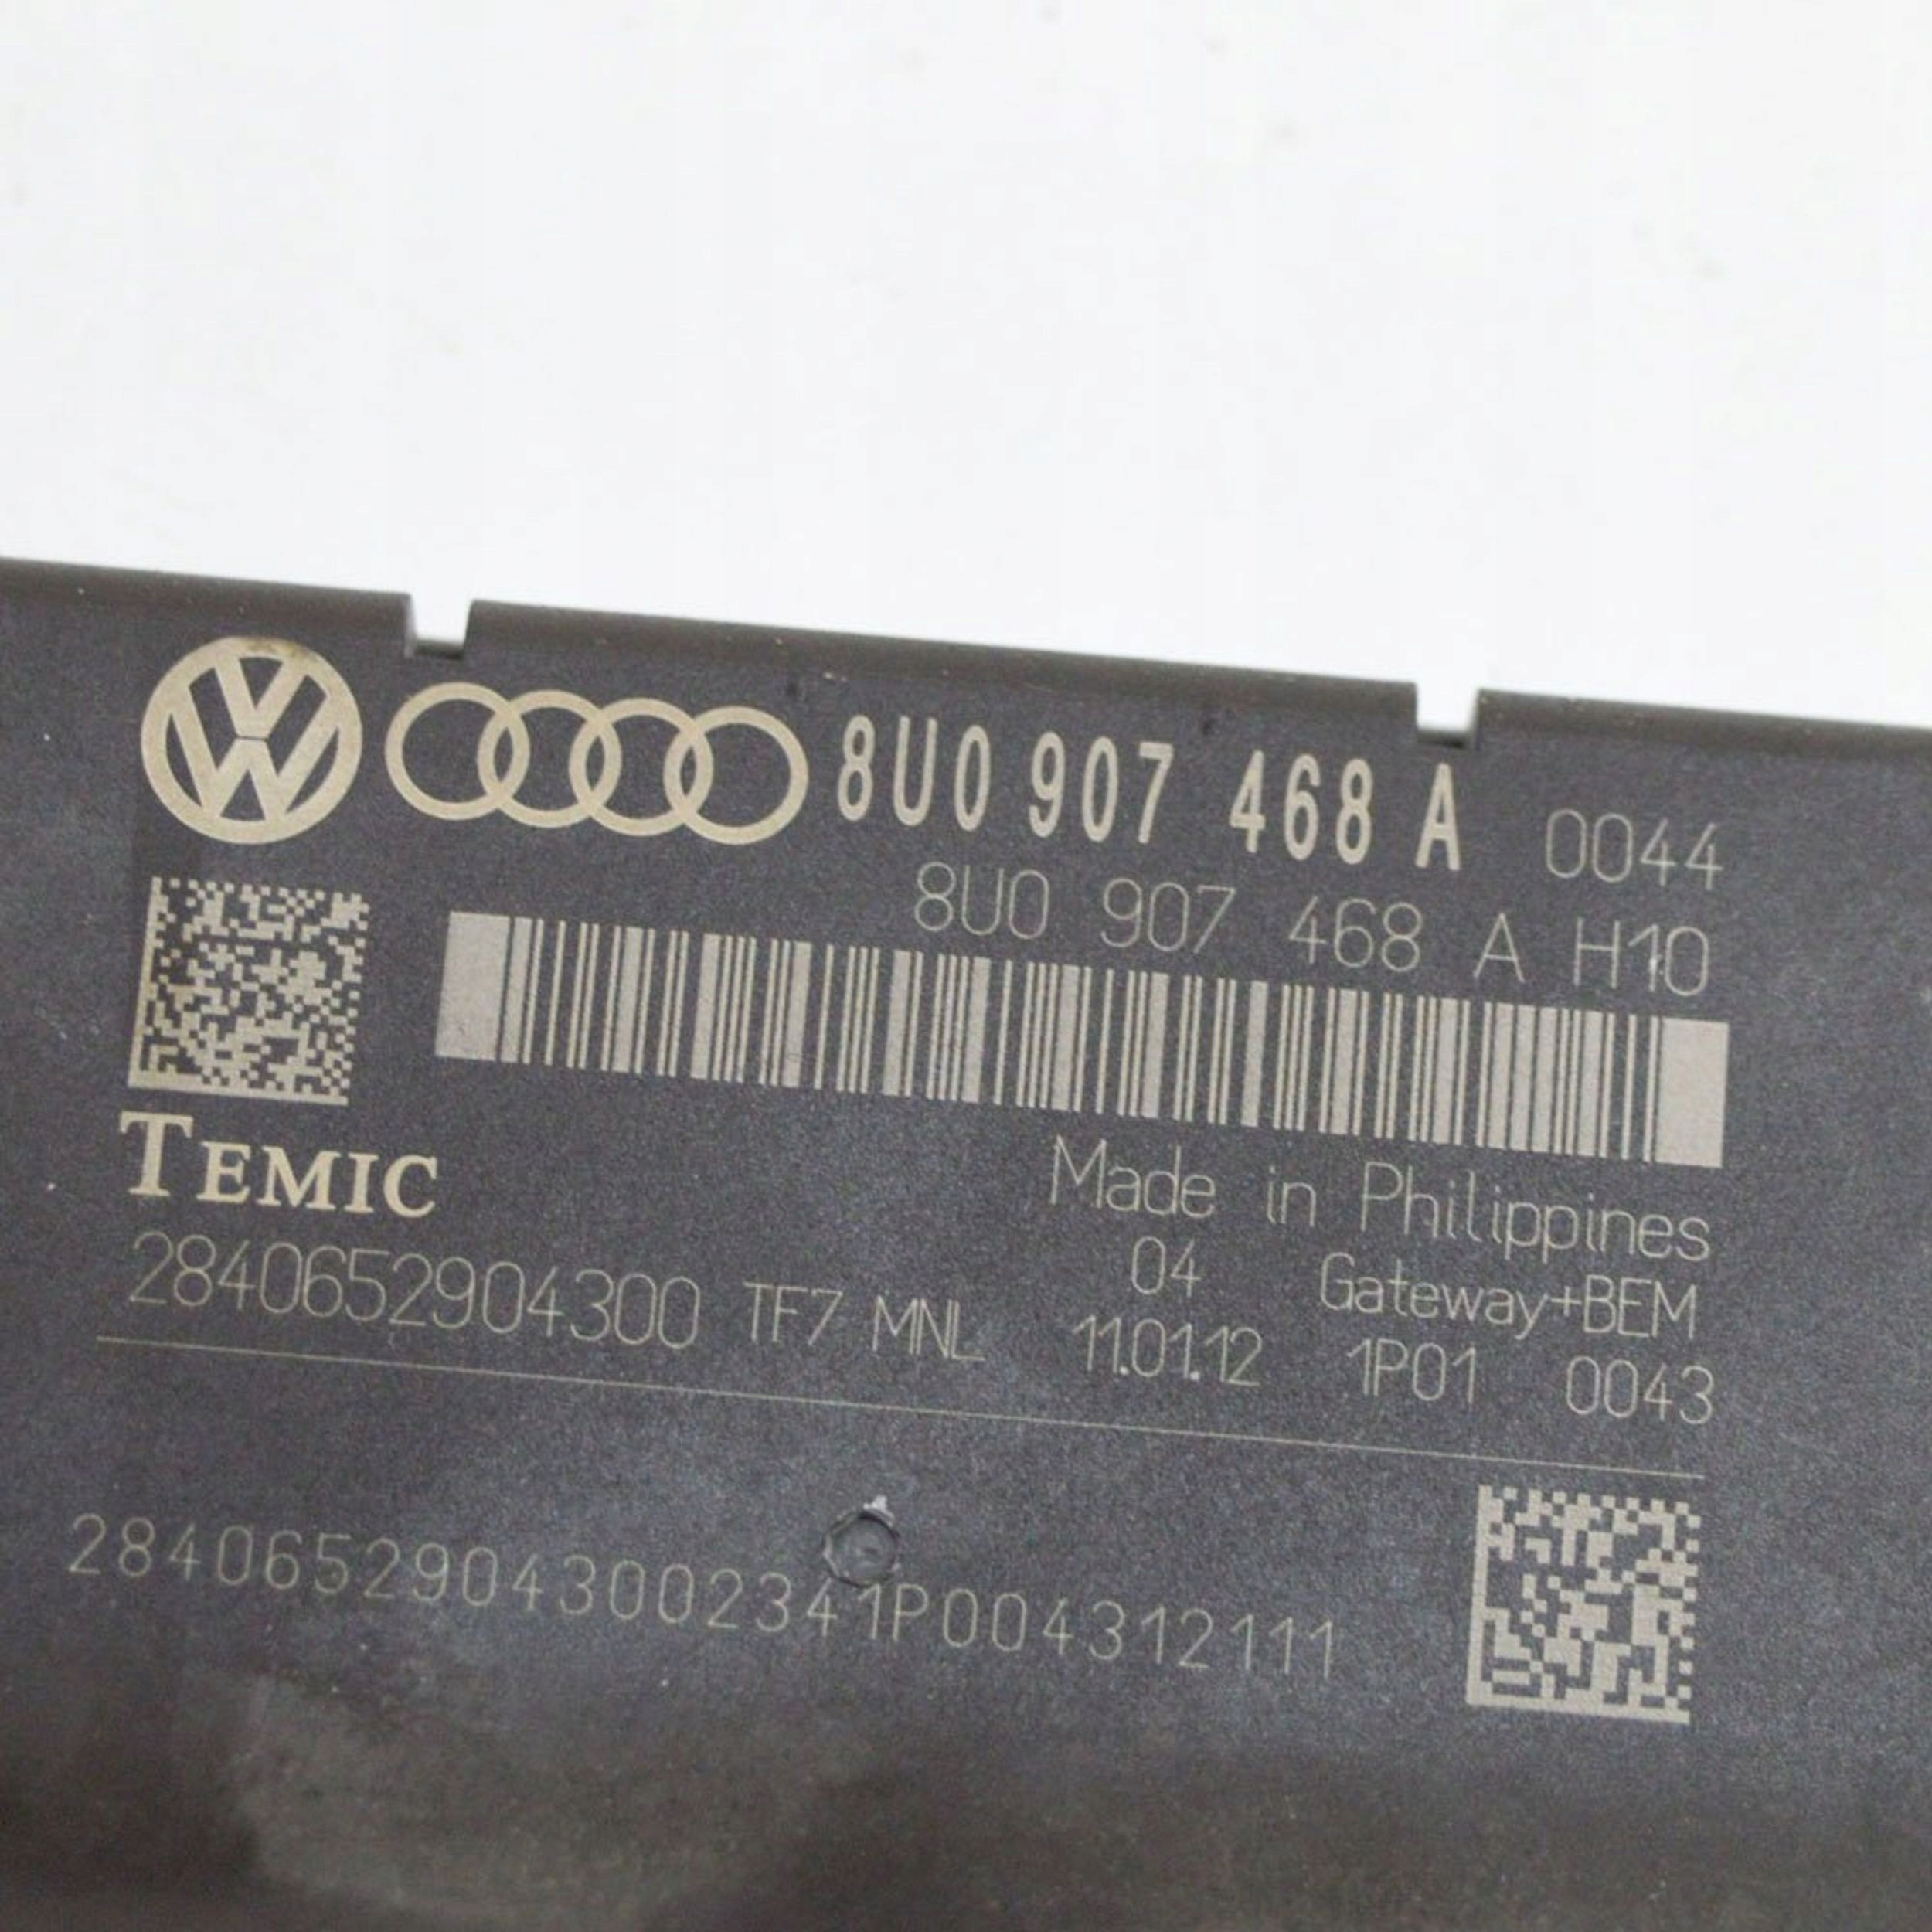 8U0 907 468 A 0044
8U0 907 468 A H10
TEMIC
Made in Philippines
04 Gateway+BEM
2840652904300 TF7 MNL 11.01.12 1P01 0043
28406529043002341P004312111